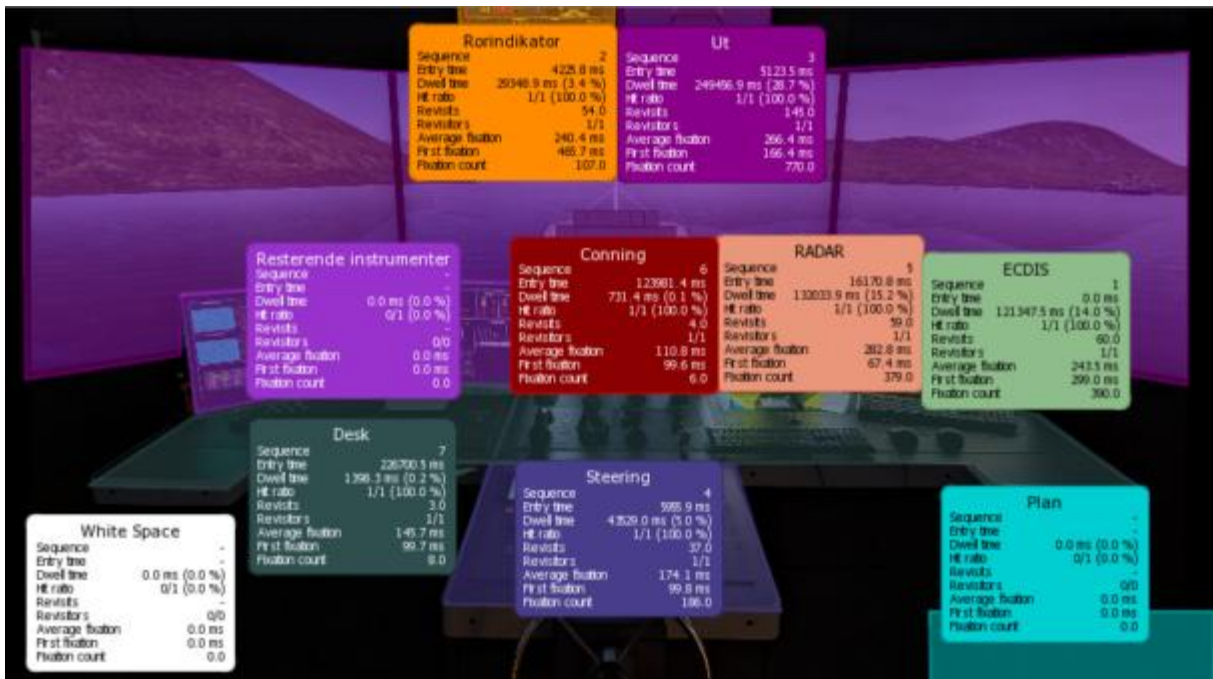 Rorindikator
Sequence 2
Entry time 4225.8 ms
Dwell time 29348.9 ms (3.4 %)
Hit ratio 1/1 (100.0 %)
Revisits 54.0
Revisitors 1/1
Average fixation 240.4 ms
First fixation 465.7 ms
Fixation count 107.0
Ut
Sequence 3
Entry time 5123.5 ms
Dwell time 249456.9 ms (28.7 %)
Hit ratio 1/1 (100.0 %)
Revisits 145.0
Revisitors 1/1
Average fixation 266.4 ms
First fixation 166.4 ms
Fixation count 770.0
Resterende instrumenter
Sequence -
Entry time -
Dwell time 0.0 ms (0.0 %)
Hit ratio 0/1 (0.0 %)
Revisits -
Revisitors 0/0
Average fixation 0.0 ms
First fixation 0.0 ms
Fixation count 0.0
Conning
Sequence 6
Entry time 123981.4 ms
Dwell time 731.4 ms (0.1 %)
Hit ratio 1/1 (100.0 %)
Revisits 4.0
Revisitors 1/1
Average fixation 110.8 ms
First fixation 99.6 ms
Fixation count 6.0
RADAR
Sequence 5
Entry time 16170.8 ms
Dwell time 132033.9 ms (15.2 %)
Hit ratio 1/1 (100.0 %)
Revisits 59.0
Revisitors 1/1
Average fixation 282.8 ms
First fixation 67.4 ms
Fixation count 379.0
ECDIS
Sequence 1
Entry time 0.0 ms
Dwell time 121347.5 ms (14.0 %)
Hit ratio 1/1 (100.0 %)
Revisits 60.0
Revisitors 1/1
Average fixation 243.5 ms
First fixation 299.0 ms
Fixation count 390.0
Desk
Sequence 7
Entry time 226700.5 ms
Dwell time 1398.3 ms (0.2 %)
Hit ratio 1/1 (100.0 %)
Revisits 3.0
Revisitors 1/1
Average fixation 145.7 ms
First fixation 99.7 ms
Fixation count 8.0
Steering
Sequence 4
Entry time 5955.9 ms
Dwell time 43529.0 ms (5.0 %)
Hit ratio 1/1 (100.0 %)
Revisits 37.0
Revisitors 1/1
Average fixation 174.1 ms
First fixation 99.8 ms
Fixation count 186.0
Plan
Sequence -
Entry time -
Dwell time 0.0 ms (0.0 %)
Hit ratio 0/1 (0.0 %)
Revisits -
Revisitors 0/0
Average fixation 0.0 ms
First fixation 0.0 ms
Fixation count 0.0
White Space
Sequence -
Entry time -
Dwell time 0.0 ms (0.0 %)
Hit ratio 0/1 (0.0 %)
Revisits -
Revisitors 0/0
Average fixation 0.0 ms
First fixation 0.0 ms
Fixation count 0.0